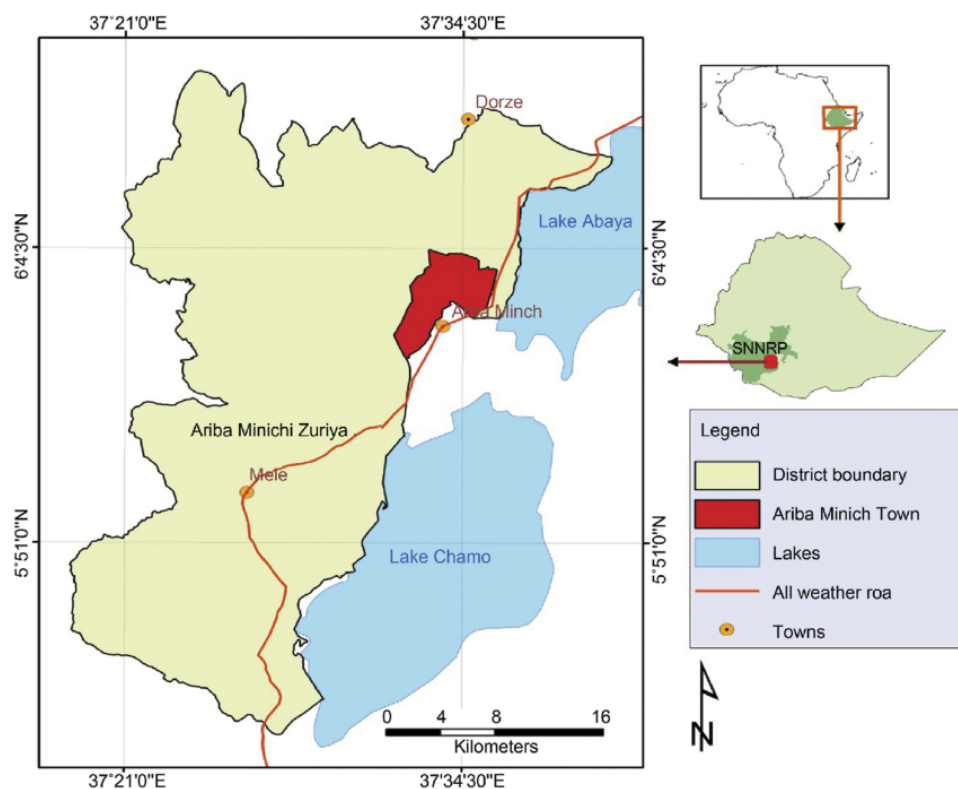 37°21'0"E
37°34'30"E
Dorze
Lake Abaya
6°4'30"N
6°4'30"N
Arba Minch
SNNRP
Ariba Minichi Zuriya
Mele
Lake Chamo
5°51'0"N
5°51'0"N
Legend
District boundary
Ariba Minich Town
Lakes
All weather roa
Towns
0 4 8 16
Kilometers
N
37°21'0"E
37°34'30"E